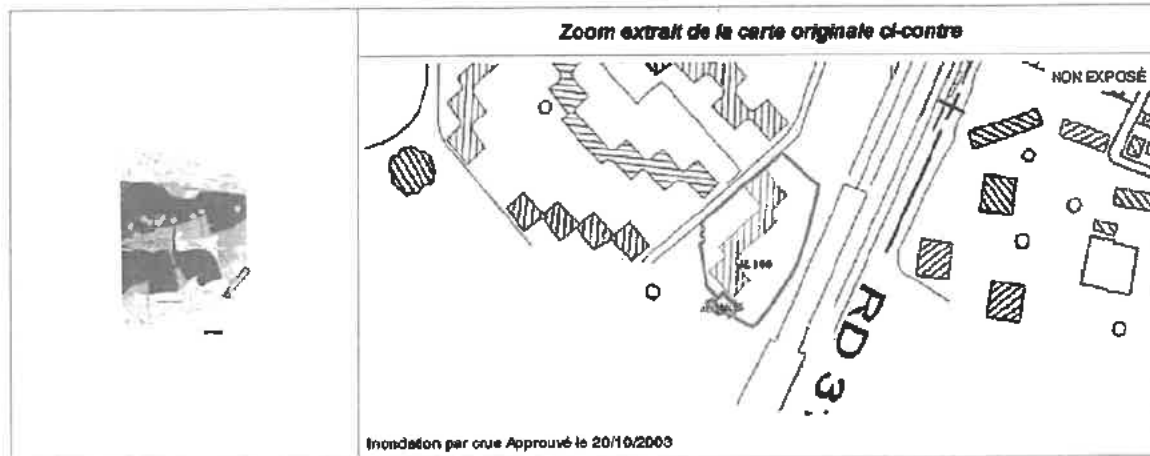 Zoom extrait de la carte originale ci-contre
NON EXPOSÉ
RD 3
Inondation par crue Approuvé le 20/10/2003